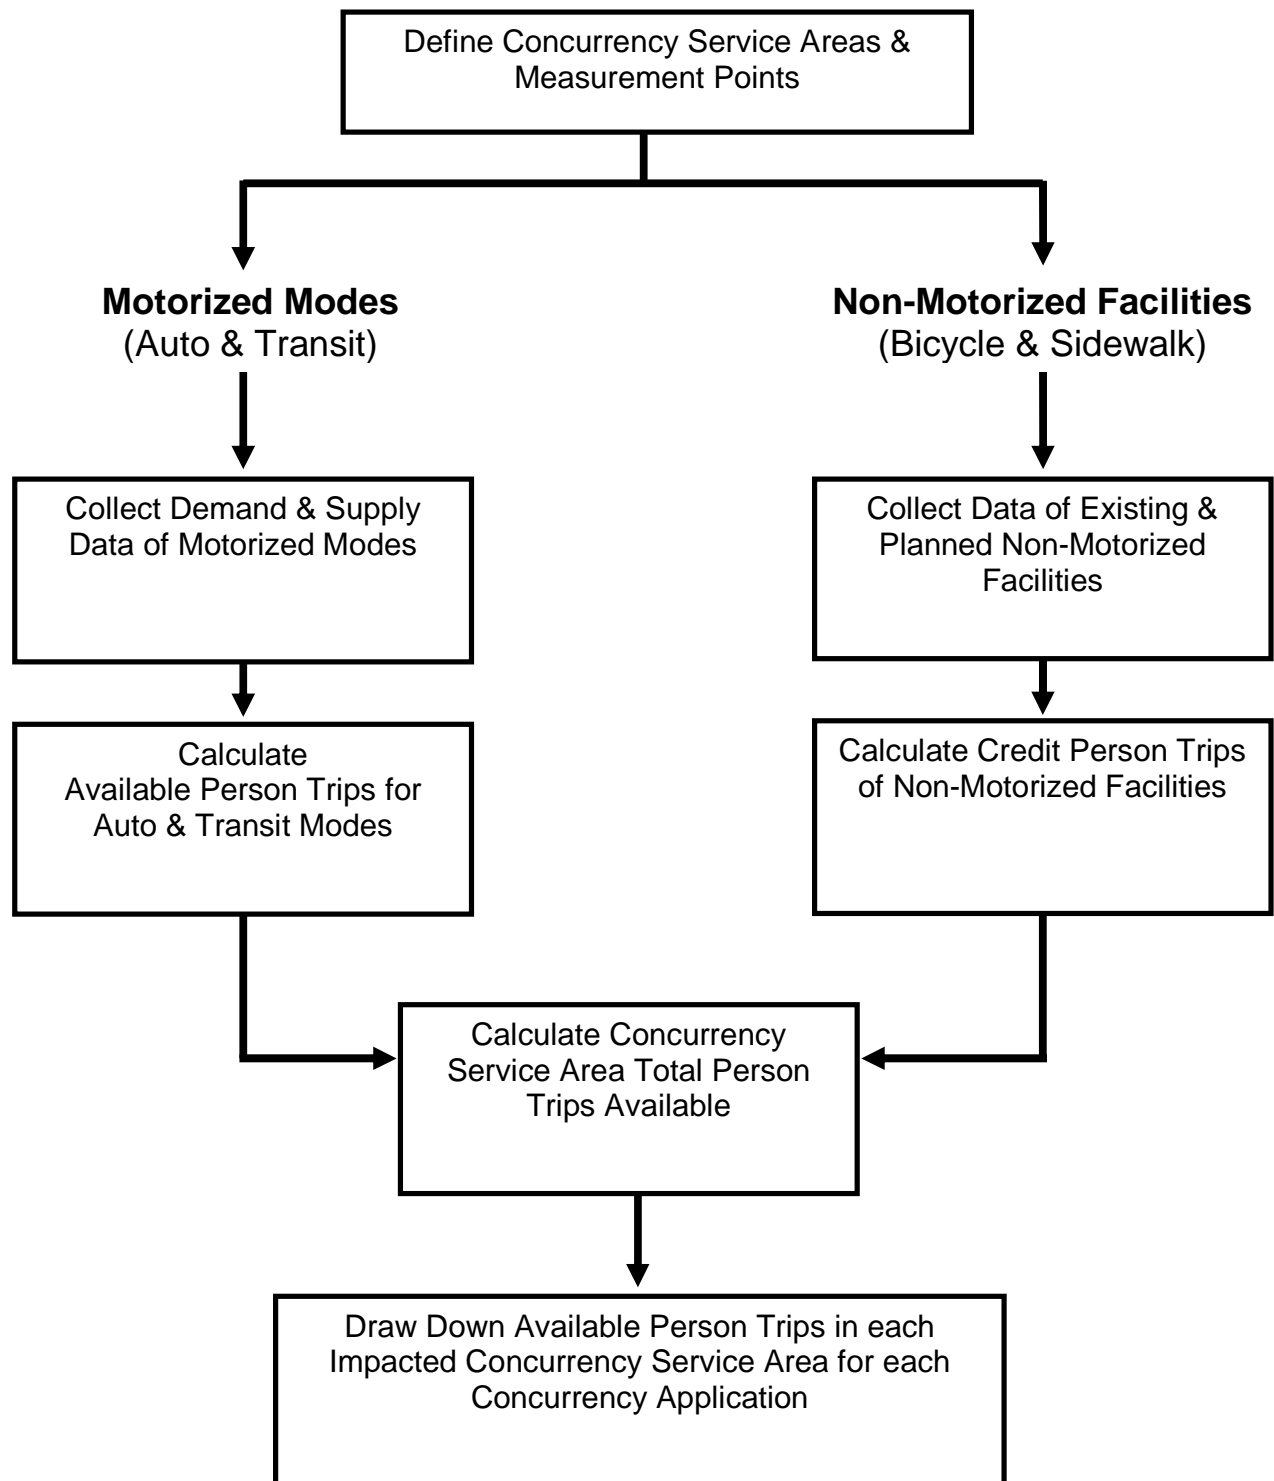 Define Concurrency Service Areas &
Measurement Points
Motorized Modes
(Auto & Transit)
Non-Motorized Facilities
(Bicycle & Sidewalk)
Collect Demand & Supply
Data of Motorized Modes
Collect Data of Existing &
Planned Non-Motorized
Facilities
Calculate
Available Person Trips for
Auto & Transit Modes
Calculate Credit Person Trips
of Non-Motorized Facilities
Calculate Concurrency
Service Area Total Person
Trips Available
Draw Down Available Person Trips in each
Impacted Concurrency Service Area for each
Concurrency Application